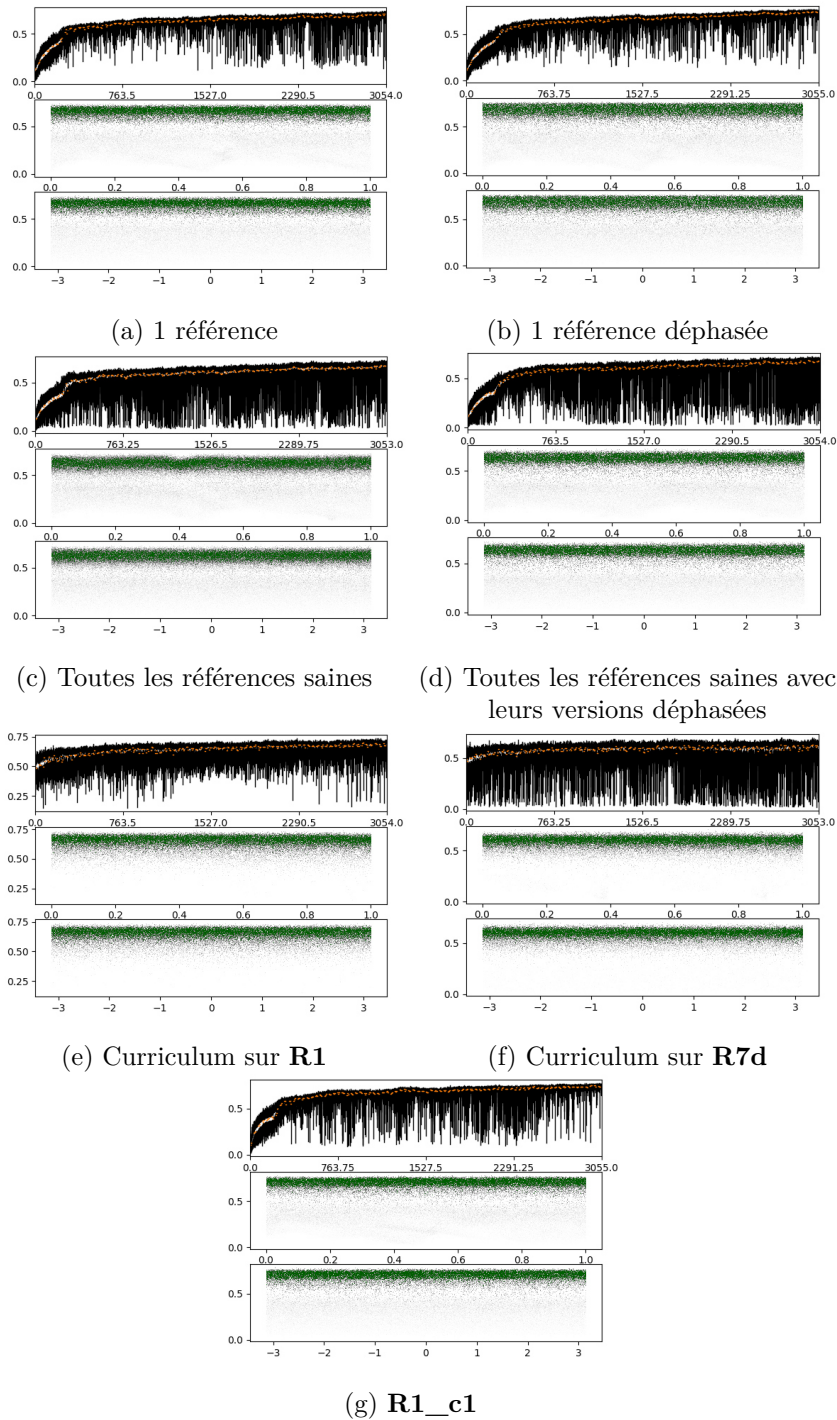 0.5
0.0
0.0 763.5 1527.0 2290.5 3054.0
0.5
0.0
0.0 0.2 0.4 0.6 0.8 1.0
0.5
0.0
−3 −2 −1 0 1 2 3
(a) 1 référence
0.5
0.0
0.0 763.75 1527.5 2291.25 3055.0
0.5
0.0
0.0 0.2 0.4 0.6 0.8 1.0
0.5
0.0
−3 −2 −1 0 1 2 3
(b) 1 référence déphasée
0.5
0.0
0.0 763.25 1526.5 2289.75 3053.0
0.5
0.0
0.0 0.2 0.4 0.6 0.8 1.0
0.5
0.0
−3 −2 −1 0 1 2 3
(c) Toutes les références saines
0.5
0.0
0.0 763.5 1527.0 2290.5 3054.0
0.5
0.0
0.0 0.2 0.4 0.6 0.8 1.0
0.5
0.0
−3 −2 −1 0 1 2 3
(d) Toutes les références saines avec
leurs versions déphasées
0.75
0.50
0.25
0.0 763.5 1527.0 2290.5 3054.0
0.75
0.50
0.25
0.0 0.2 0.4 0.6 0.8 1.0
0.75
0.50
0.25
−3 −2 −1 0 1 2 3
(e) Curriculum sur R1
0.5
0.0
0.0 763.25 1526.5 2289.75 3053.0
0.5
0.0
0.0 0.2 0.4 0.6 0.8 1.0
0.5
0.0
−3 −2 −1 0 1 2 3
(f) Curriculum sur R7d
0.5
0.0
0.0 763.75 1527.5 2291.25 3055.0
0.5
0.0
0.0 0.2 0.4 0.6 0.8 1.0
0.5
0.0
−3 −2 −1 0 1 2 3
(g) R1_c1